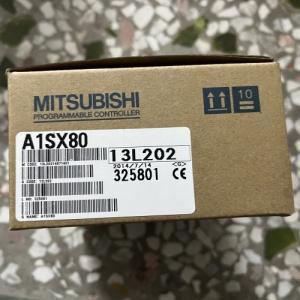 MITSUBISHI
PROGRAMMABLE CONTROLLER
10
A1SX80
13L202
2014/7/14 <G>
325801 CE